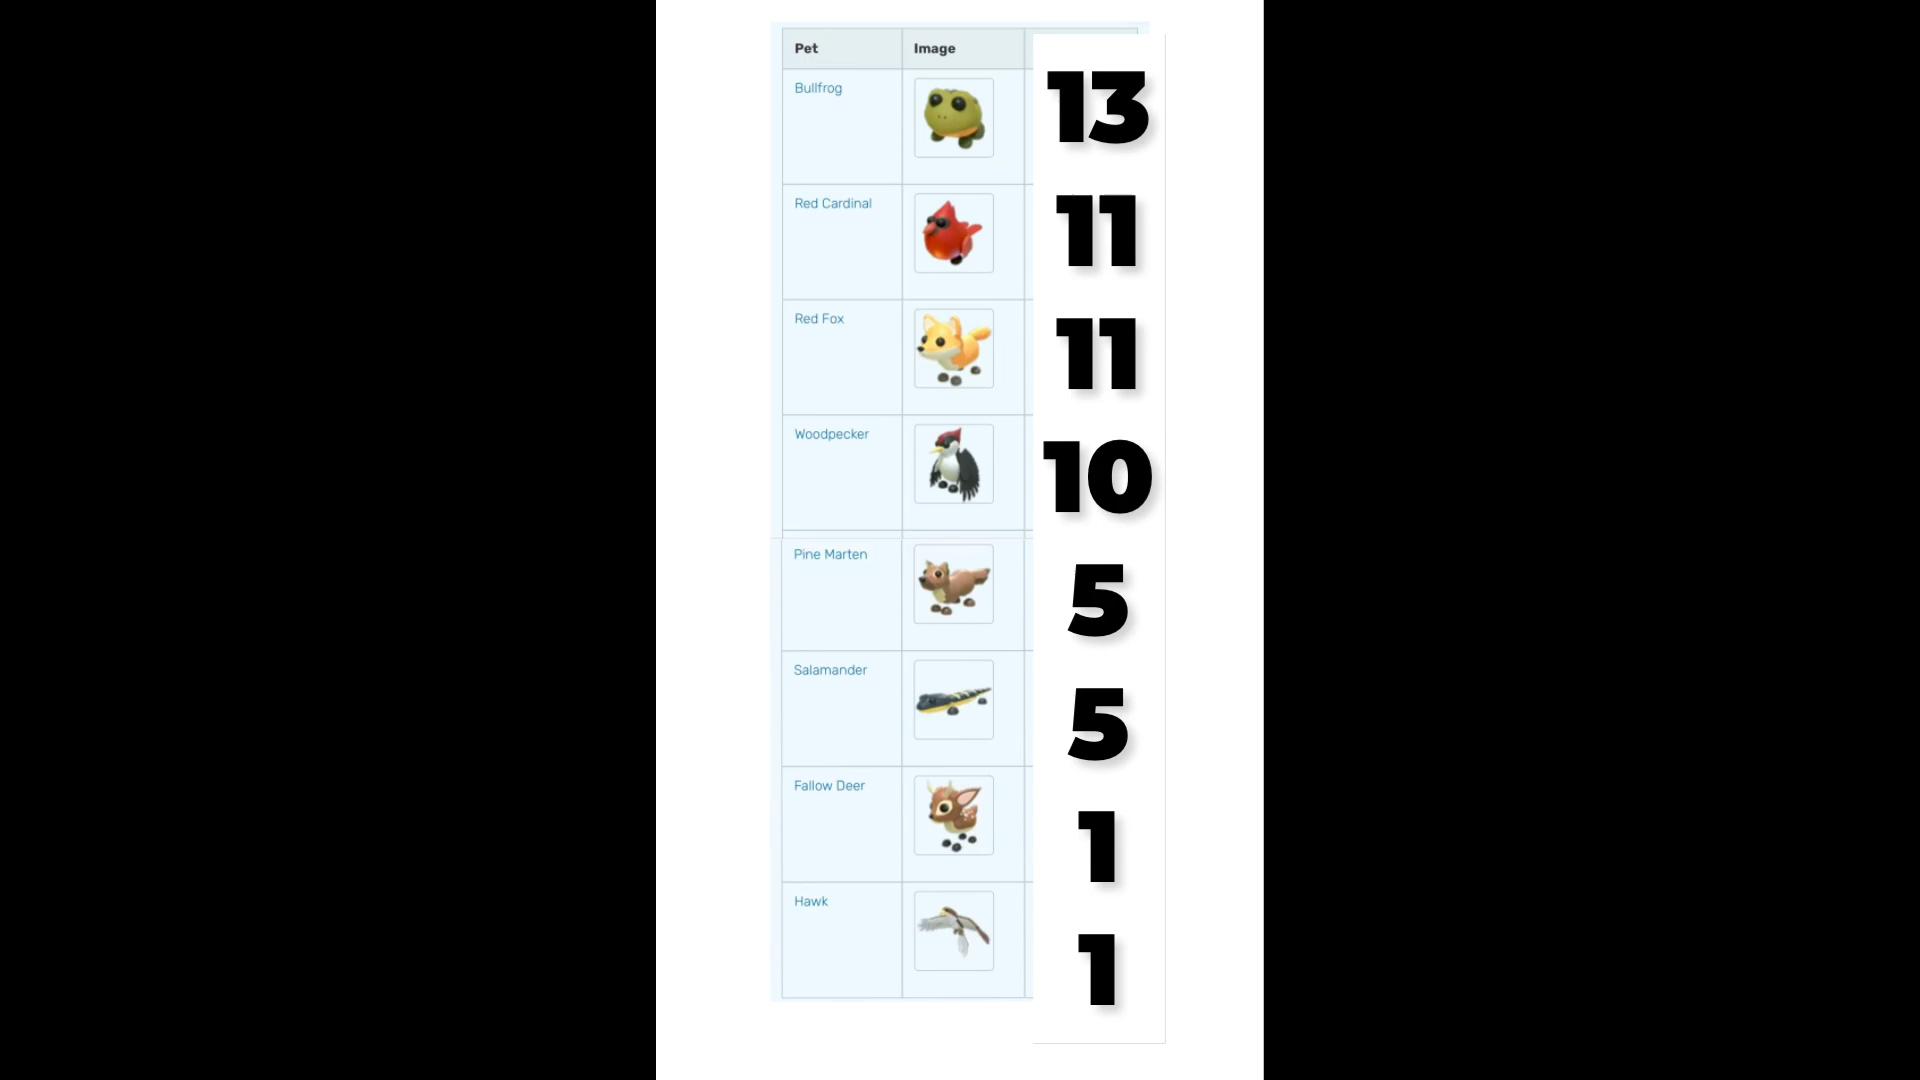 Pet Image
Bullfrog 13
Red Cardinal 11
Red Fox 11
Woodpecker 10
Pine Marten 5
Salamander 5
Fallow Deer 1
Hawk 1